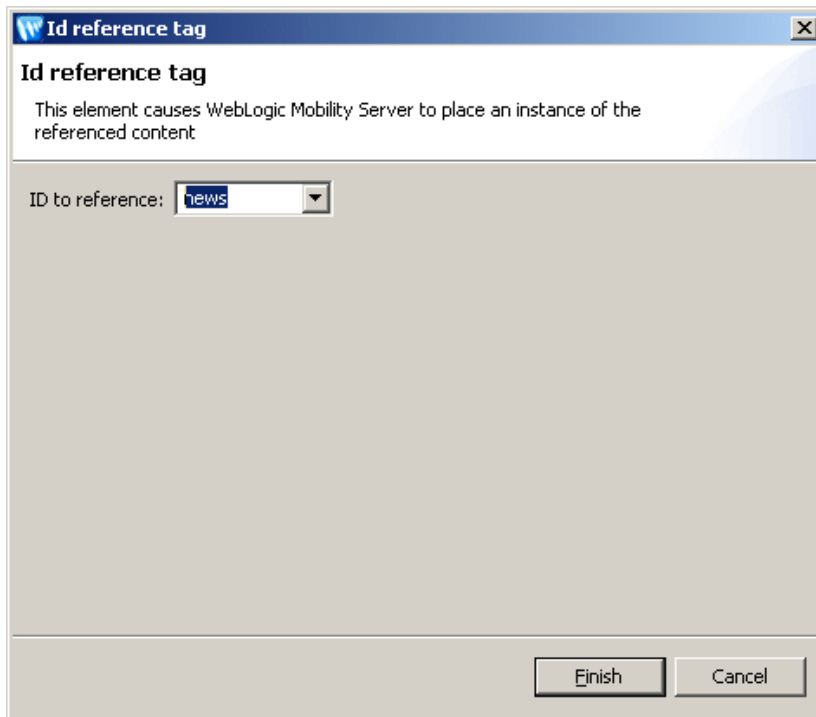 Id reference tag
Id reference tag
This element causes WebLogic Mobility Server to place an instance of the
referenced content
ID to reference: news
Finish Cancel